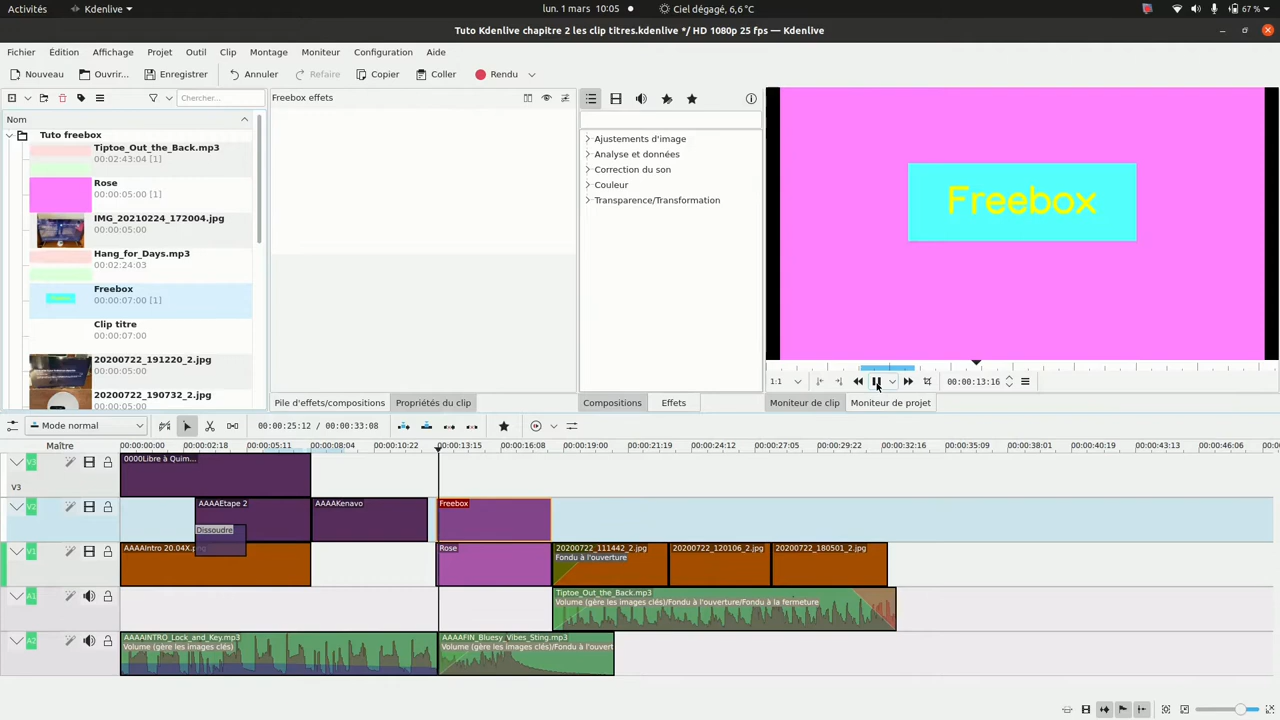 Activités
Kdenlive
lun. 1 mars 10:05
Ciel dégagé, 6,6°C
67 %
Tuto Kdenlive chapitre 2 les clip titres.kdenlive */ HD 1080p 25 fps — Kdenlive
Fichier Édition Affichage Projet Outil Clip Montage Moniteur Configuration Aide
Nouveau Ouvrir... Enregistrer Annuler Refaire Copier Coller Rendu
Chercher...
Nom
Tuto freebox
Tiptoe_Out_the_Back.mp3
00:02:43:04 [1]
Rose
00:00:05:00 [1]
IMG_20210224_172004.jpg
00:00:05:00
Hang_for_Days.mp3
00:02:24:03
Freebox
00:00:07:00 [1]
Clip titre
00:00:07:00
20200722_191220_2.jpg
00:00:05:00
20200722_190732_2.jpg
00:00:05:00
Freebox effets
Pile d'effets/compositions Propriétés du clip
Ajustements d'image
Analyse et données
Correction du son
Couleur
Transparence/Transformation
Compositions Effets
Freebox
1:1
00:00:13:16
Moniteur de clip Moniteur de projet
Mode normal
00:00:25:12 / 00:00:33:08
Maître
00:00:00:00 00:00:02:18 00:00:05:11 00:00:08:04 00:00:10:22 00:00:13:15 00:00:16:08 00:00:19:00 00:00:21:19 00:00:24:12 00:00:27:05 00:00:29:22 00:00:32:16 00:00:35:09 00:00:38:01 00:00:40:19 00:00:43:13 00:00:46:06
V3
V3
0000Libre à Quim...
V2
AAAAEtape 2
AAAAKenavo
Freebox
Dissoudre
V1
AAAAIntro 20.04X.png
Rose
20200722_111442_2.jpg
Fondu à l'ouverture
20200722_120106_2.jpg
20200722_180501_2.jpg
A1
Tiptoe_Out_the_Back.mp3
Volume (gère les images clés)/Fondu à l'ouverture/Fondu à la fermeture
A2
AAAAINTRO_Lock_and_Key.mp3
Volume (gère les images clés)
AAAAFIN_Bluesy_Vibes_Sting.mp3
Volume (gère les images clés)/Fondu à l'ouvert